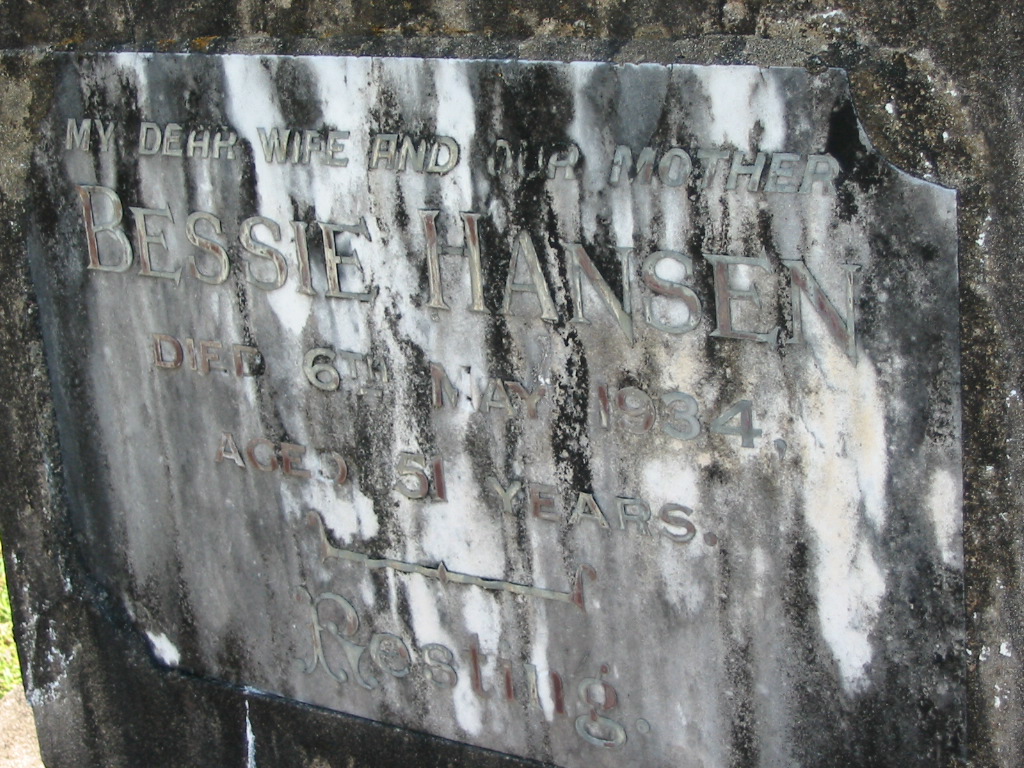 MY DEAR WIFE AND OUR MOTHER
BESSIE HANSEN
DIED 6TH MAY 1934,
AGED 51 YEARS.
Resting.